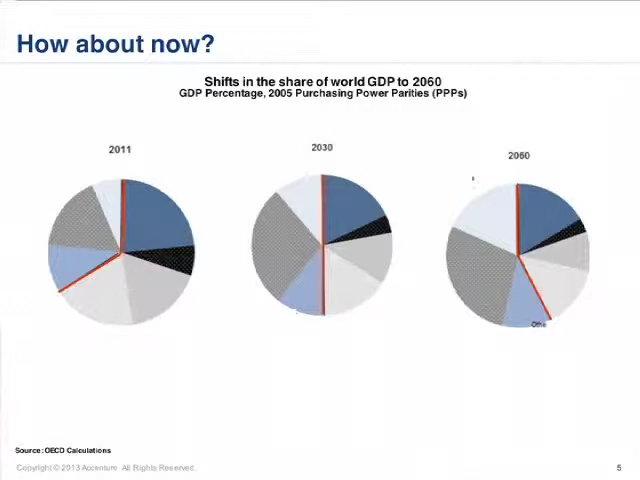 How about now?
Shifts in the share of world GDP to 2060
GDP Percentage, 2005 Purchasing Power Parities (PPPs)
2011
2030
2060
Othe
Source: OECD Calculations
Copyright © 2013 Accenture All Rights Reserved.
5